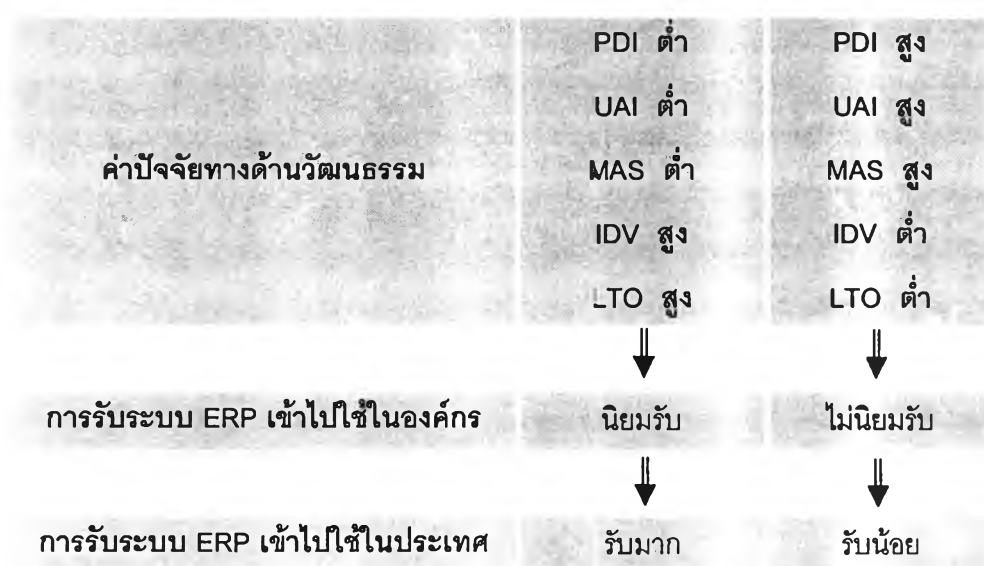 PDI ต่ำ PDI สูง
UAI ต่ำ UAI สูง
ค่าปัจจัยทางด้านวัฒนธรรม MAS ต่ำ MAS สูง
IDV สูง IDV ต่ำ
LTO สูง LTO ต่ำ
การรับระบบ ERP เข้าไปใช้ในองค์กร นิยมรับ ไม่นิยมรับ
การรับระบบ ERP เข้าไปใช้ในประเทศ รับมาก รับน้อย